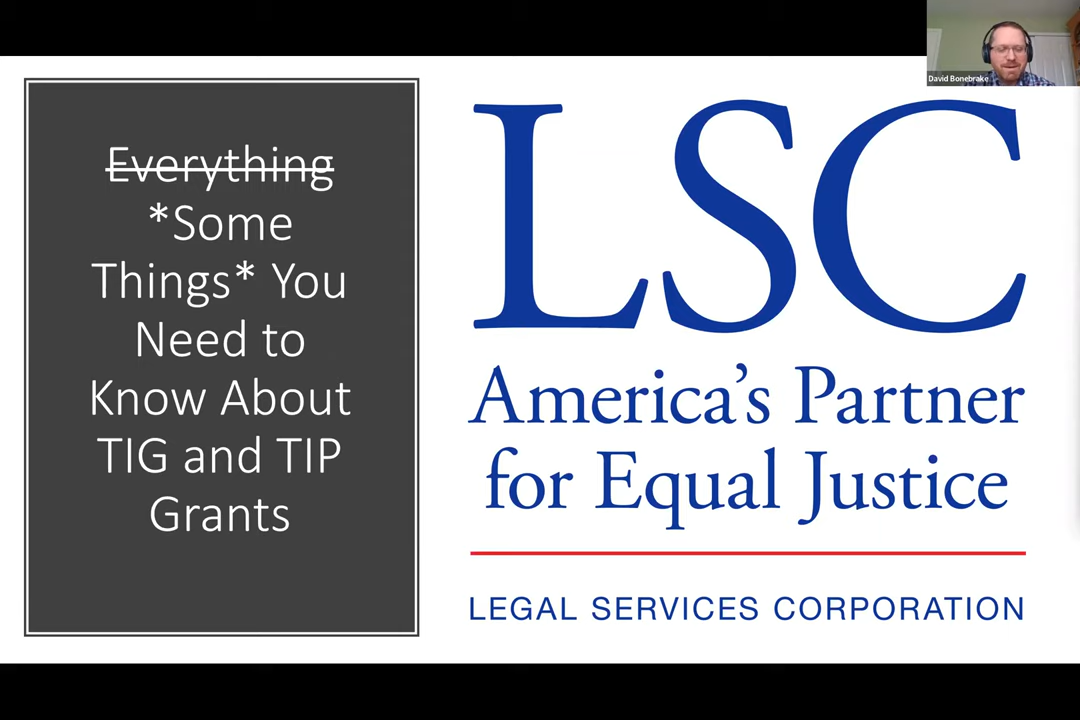 Everything
*Some
Things* You
Need to
Know About
TIG and TIP
Grants
LSC
America's Partner
for Equal Justice
LEGAL SERVICES CORPORATION
David Bonebrake